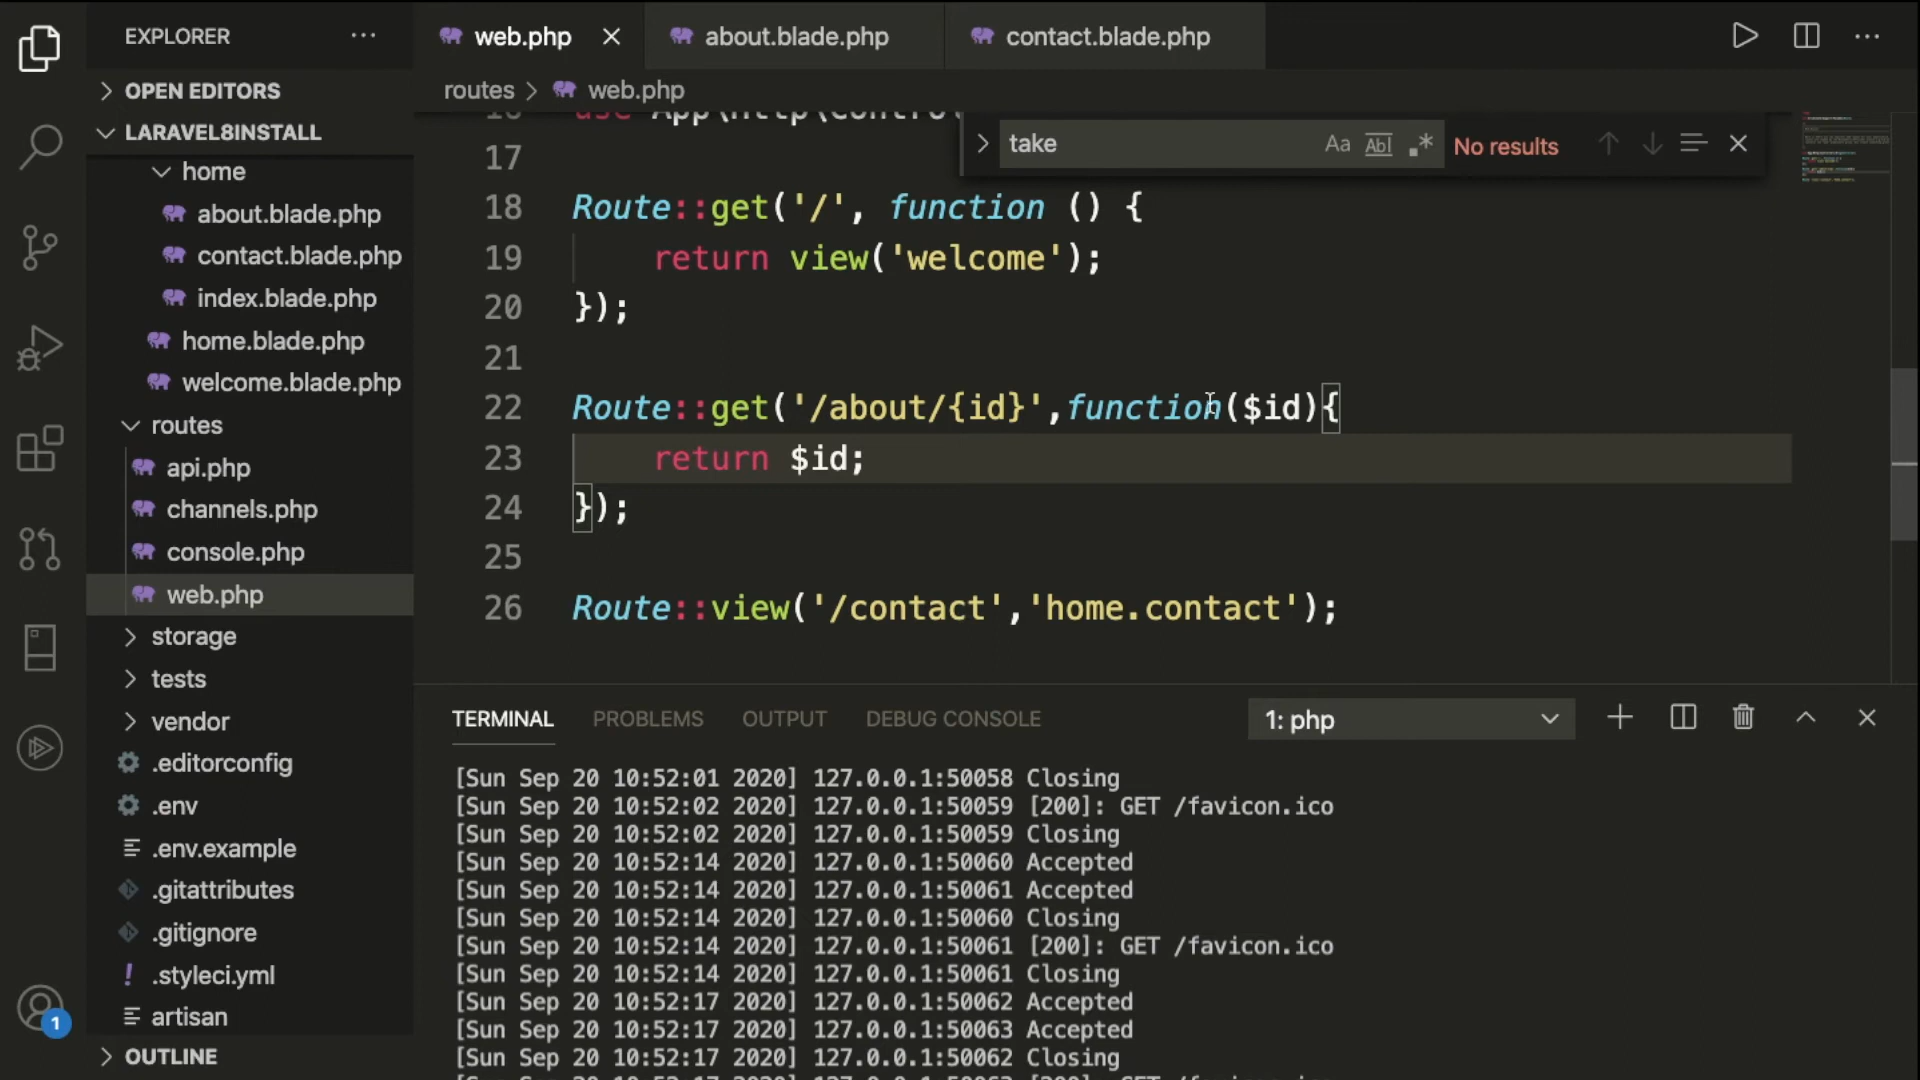 EXPLORER
OPEN EDITORS
LARAVEL8INSTALL
home
about.blade.php
contact.blade.php
index.blade.php
home.blade.php
welcome.blade.php
routes
api.php
channels.php
console.php
web.php
storage
tests
vendor
.editorconfig
.env
.env.example
.gitattributes
.gitignore
.styleci.yml
artisan
OUTLINE
1
web.php
about.blade.php
contact.blade.php
routes > web.php
take
Aa Abl .* No results
17
18 Route::get('/', function () {
19 return view('welcome');
20 });
21
22 Route::get('/about/{id}',function($id){
23 return $id;
24 });
25
26 Route::view('/contact','home.contact');
TERMINAL PROBLEMS OUTPUT DEBUG CONSOLE 1: php
[Sun Sep 20 10:52:01 2020] 127.0.0.1:50058 Closing
[Sun Sep 20 10:52:02 2020] 127.0.0.1:50059 [200]: GET /favicon.ico
[Sun Sep 20 10:52:02 2020] 127.0.0.1:50059 Closing
[Sun Sep 20 10:52:14 2020] 127.0.0.1:50060 Accepted
[Sun Sep 20 10:52:14 2020] 127.0.0.1:50061 Accepted
[Sun Sep 20 10:52:14 2020] 127.0.0.1:50060 Closing
[Sun Sep 20 10:52:14 2020] 127.0.0.1:50061 [200]: GET /favicon.ico
[Sun Sep 20 10:52:14 2020] 127.0.0.1:50061 Closing
[Sun Sep 20 10:52:17 2020] 127.0.0.1:50062 Accepted
[Sun Sep 20 10:52:17 2020] 127.0.0.1:50063 Accepted
[Sun Sep 20 10:52:17 2020] 127.0.0.1:50062 Closing